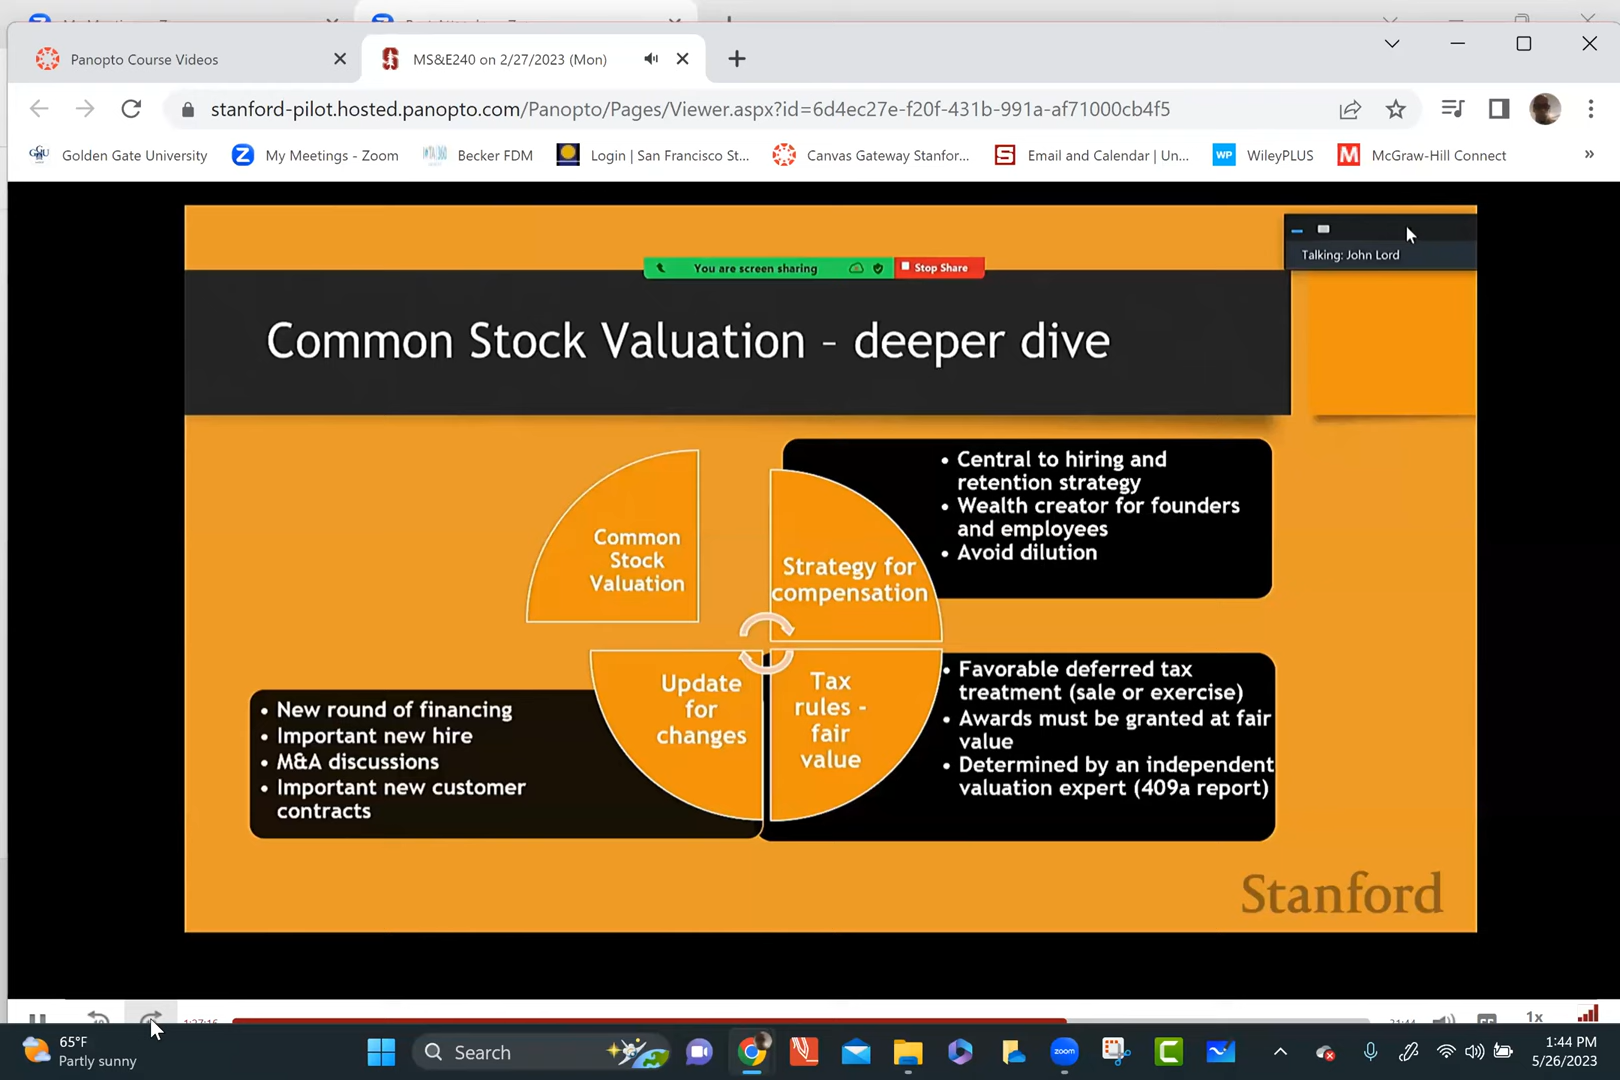 Panopto Course Videos
MS&E240 on 2/27/2023 (Mon)
stanford-pilot.hosted.panopto.com/Panopto/Pages/Viewer.aspx?id=6d4ec27e-f20f-431b-991a-af71000cb4f5
Golden Gate University
My Meetings - Zoom
Becker FDM
Login | San Francisco St...
Canvas Gateway Stanfor...
Email and Calendar | Un...
WP WileyPLUS
McGraw-Hill Connect
»
Talking: John Lord
You are screen sharing
Stop Share
Common Stock Valuation – deeper dive
Common
Stock
Valuation
Strategy for
compensation
• Central to hiring and
retention strategy
• Wealth creator for founders
and employees
• Avoid dilution
Update
for
changes
• New round of financing
• Important new hire
• M&A discussions
• Important new customer
contracts
Tax
rules -
fair
value
• Favorable deferred tax
treatment (sale or exercise)
• Awards must be granted at fair
value
• Determined by an independent
valuation expert (409a report)
Stanford
1x
65°F
Partly sunny
Search
zoom
1:44 PM
5/26/2023